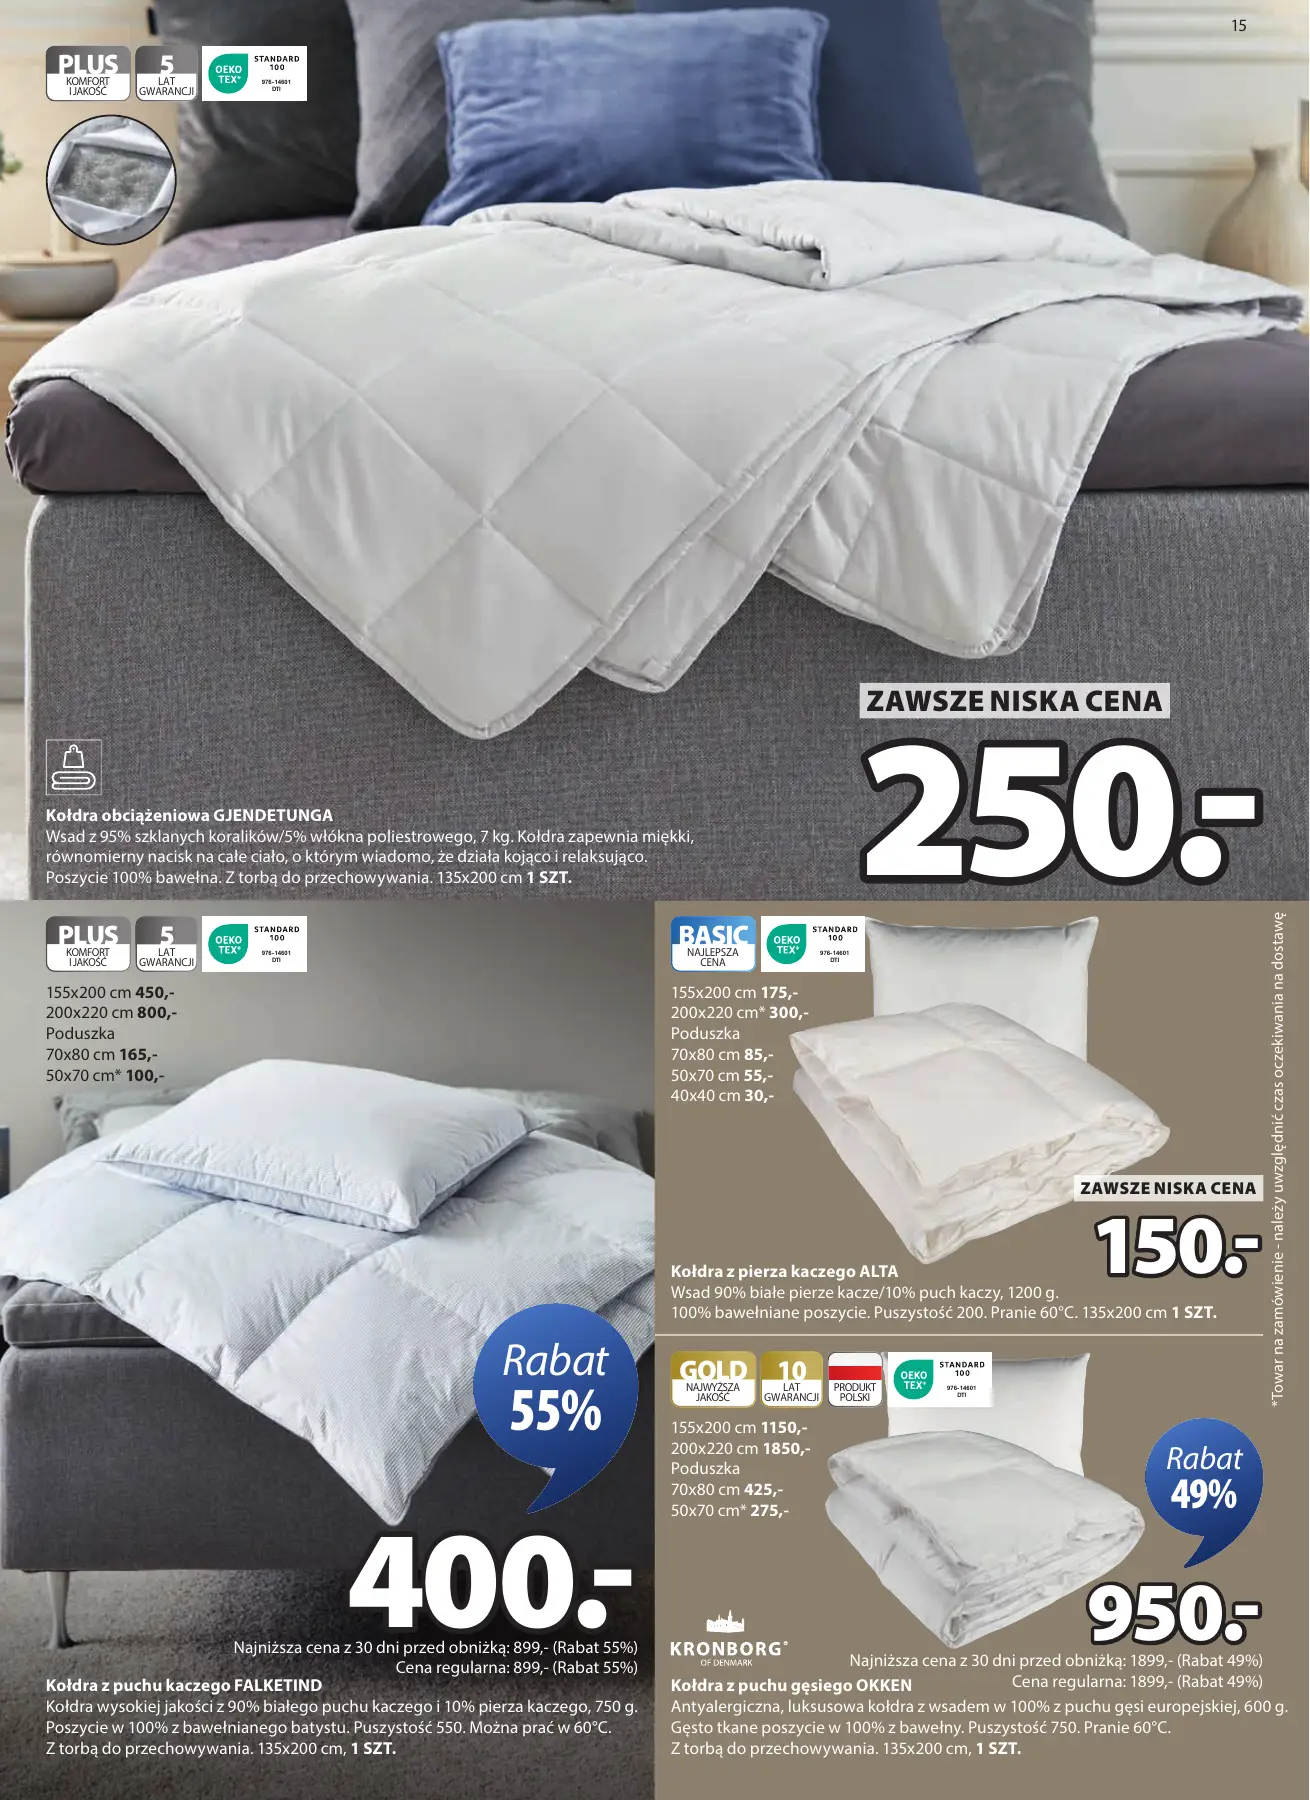 15
PLUS
KOMFORT
I JAKOŚĆ
5
LAT
GWARANCJI
OEKO
TEX®
STANDARD
100
976-14601
DTI
ZAWSZE NISKA CENA
250.-
Kołdra obciążeniowa GJENDETUNGA
Wsad z 95% szklanych koralików/5% włókna poliestrowego, 7 kg. Kołdra zapewnia miękki,
równomierny nacisk na całe ciało, o którym wiadomo, że działa kojąco i relaksująco.
Poszycie 100% bawełna. Z torbą do przechowywania. 135x200 cm 1 SZT.
PLUS
KOMFORT
I JAKOŚĆ
5
LAT
GWARANCJI
OEKO
TEX®
STANDARD
100
976-14601
DTI
155x200 cm 450,-
200x220 cm 800,-
Poduszka
70x80 cm 165,-
50x70 cm* 100,-
Rabat
55%
400.-
Najniższa cena z 30 dni przed obniżką: 899,- (Rabat 55%)
Cena regularna: 899,- (Rabat 55%)
Kołdra z puchu kaczego FALKETIND
Kołdra wysokiej jakości z 90% białego puchu kaczego i 10% pierza kaczego, 750 g.
Poszycie w 100% z bawełnianego batystu. Puszystość 550. Można prać w 60°C.
Z torbą do przechowywania. 135x200 cm, 1 SZT.
BASIC
NAJLEPSZA
CENA
OEKO
TEX®
STANDARD
100
976-14601
DTI
155x200 cm 175,-
200x220 cm* 300,-
Poduszka
70x80 cm 85,-
50x70 cm 55,-
40x40 cm 30,-
ZAWSZE NISKA CENA
150.-
Kołdra z pierza kaczego ALTA
Wsad 90% białe pierze kacze/10% puch kaczy, 1200 g.
100% bawełniane poszycie. Puszystość 200. Pranie 60°C. 135x200 cm 1 SZT.
GOLD
NAJWYŻSZA
JAKOŚĆ
10
LAT
GWARANCJI
PRODUKT
POLSKI
OEKO
TEX®
STANDARD
100
976-14601
DTI
155x200 cm 1150,-
200x220 cm 1850,-
Poduszka
70x80 cm 425,-
50x70 cm* 275,-
Rabat
49%
950.-
KRONBORG®
OF DENMARK
Najniższa cena z 30 dni przed obniżką: 1899,- (Rabat 49%)
Cena regularna: 1899,- (Rabat 49%)
Kołdra z puchu gęsiego OKKEN
Antyalergiczna, luksusowa kołdra z wsadem w 100% z puchu gęsi europejskiej, 600 g.
Gęsto tkane poszycie w 100% z bawełny. Puszystość 750. Pranie 60°C.
Z torbą do przechowywania. 135x200 cm, 1 SZT.
*Towar na zamówienie - należy uwzględnić czas oczekiwania na dostawę